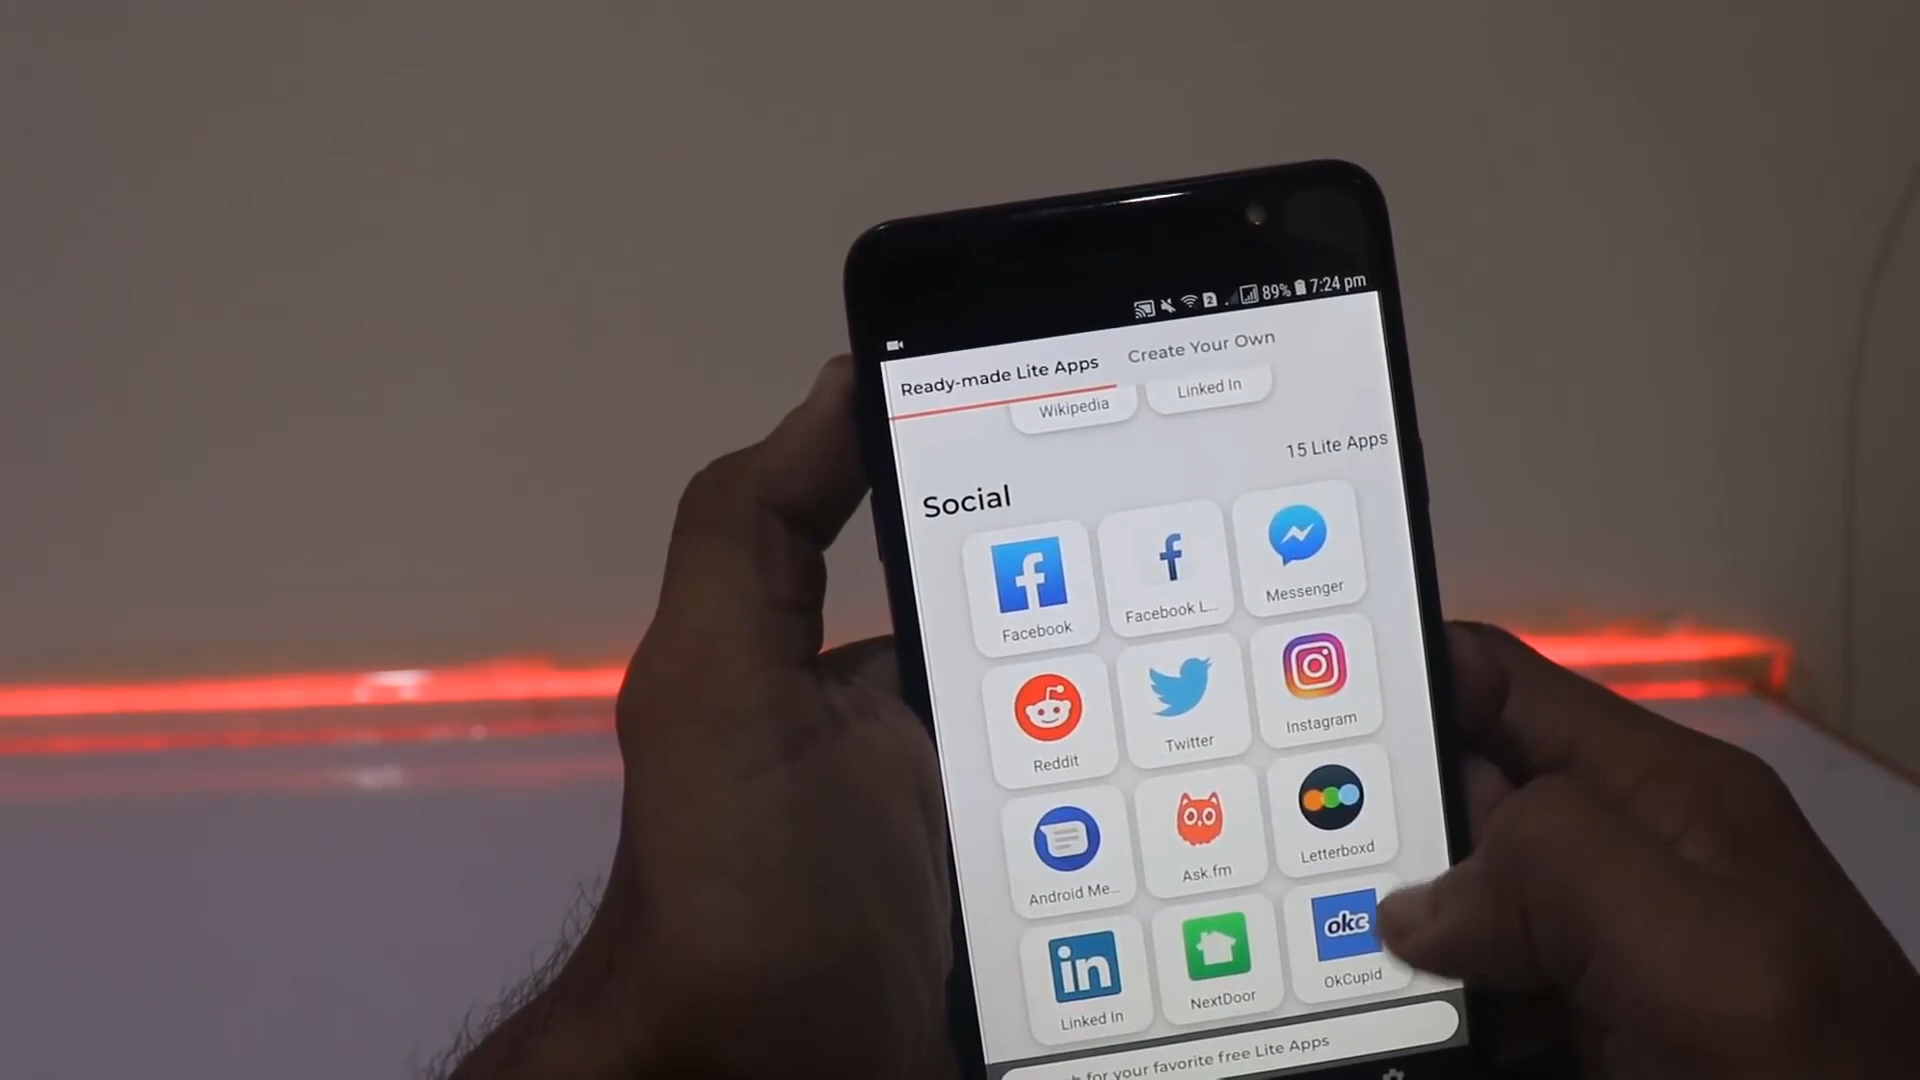 89% 7:24 pm
Ready-made Lite Apps Create Your Own
Wikipedia Linked In
15 Lite Apps
Social
Facebook Facebook L... Messenger
Reddit Twitter Instagram
Android Me... Ask.fm Letterboxd
in okc
Linked In NextDoor OkCupid
for your favorite free Lite Apps